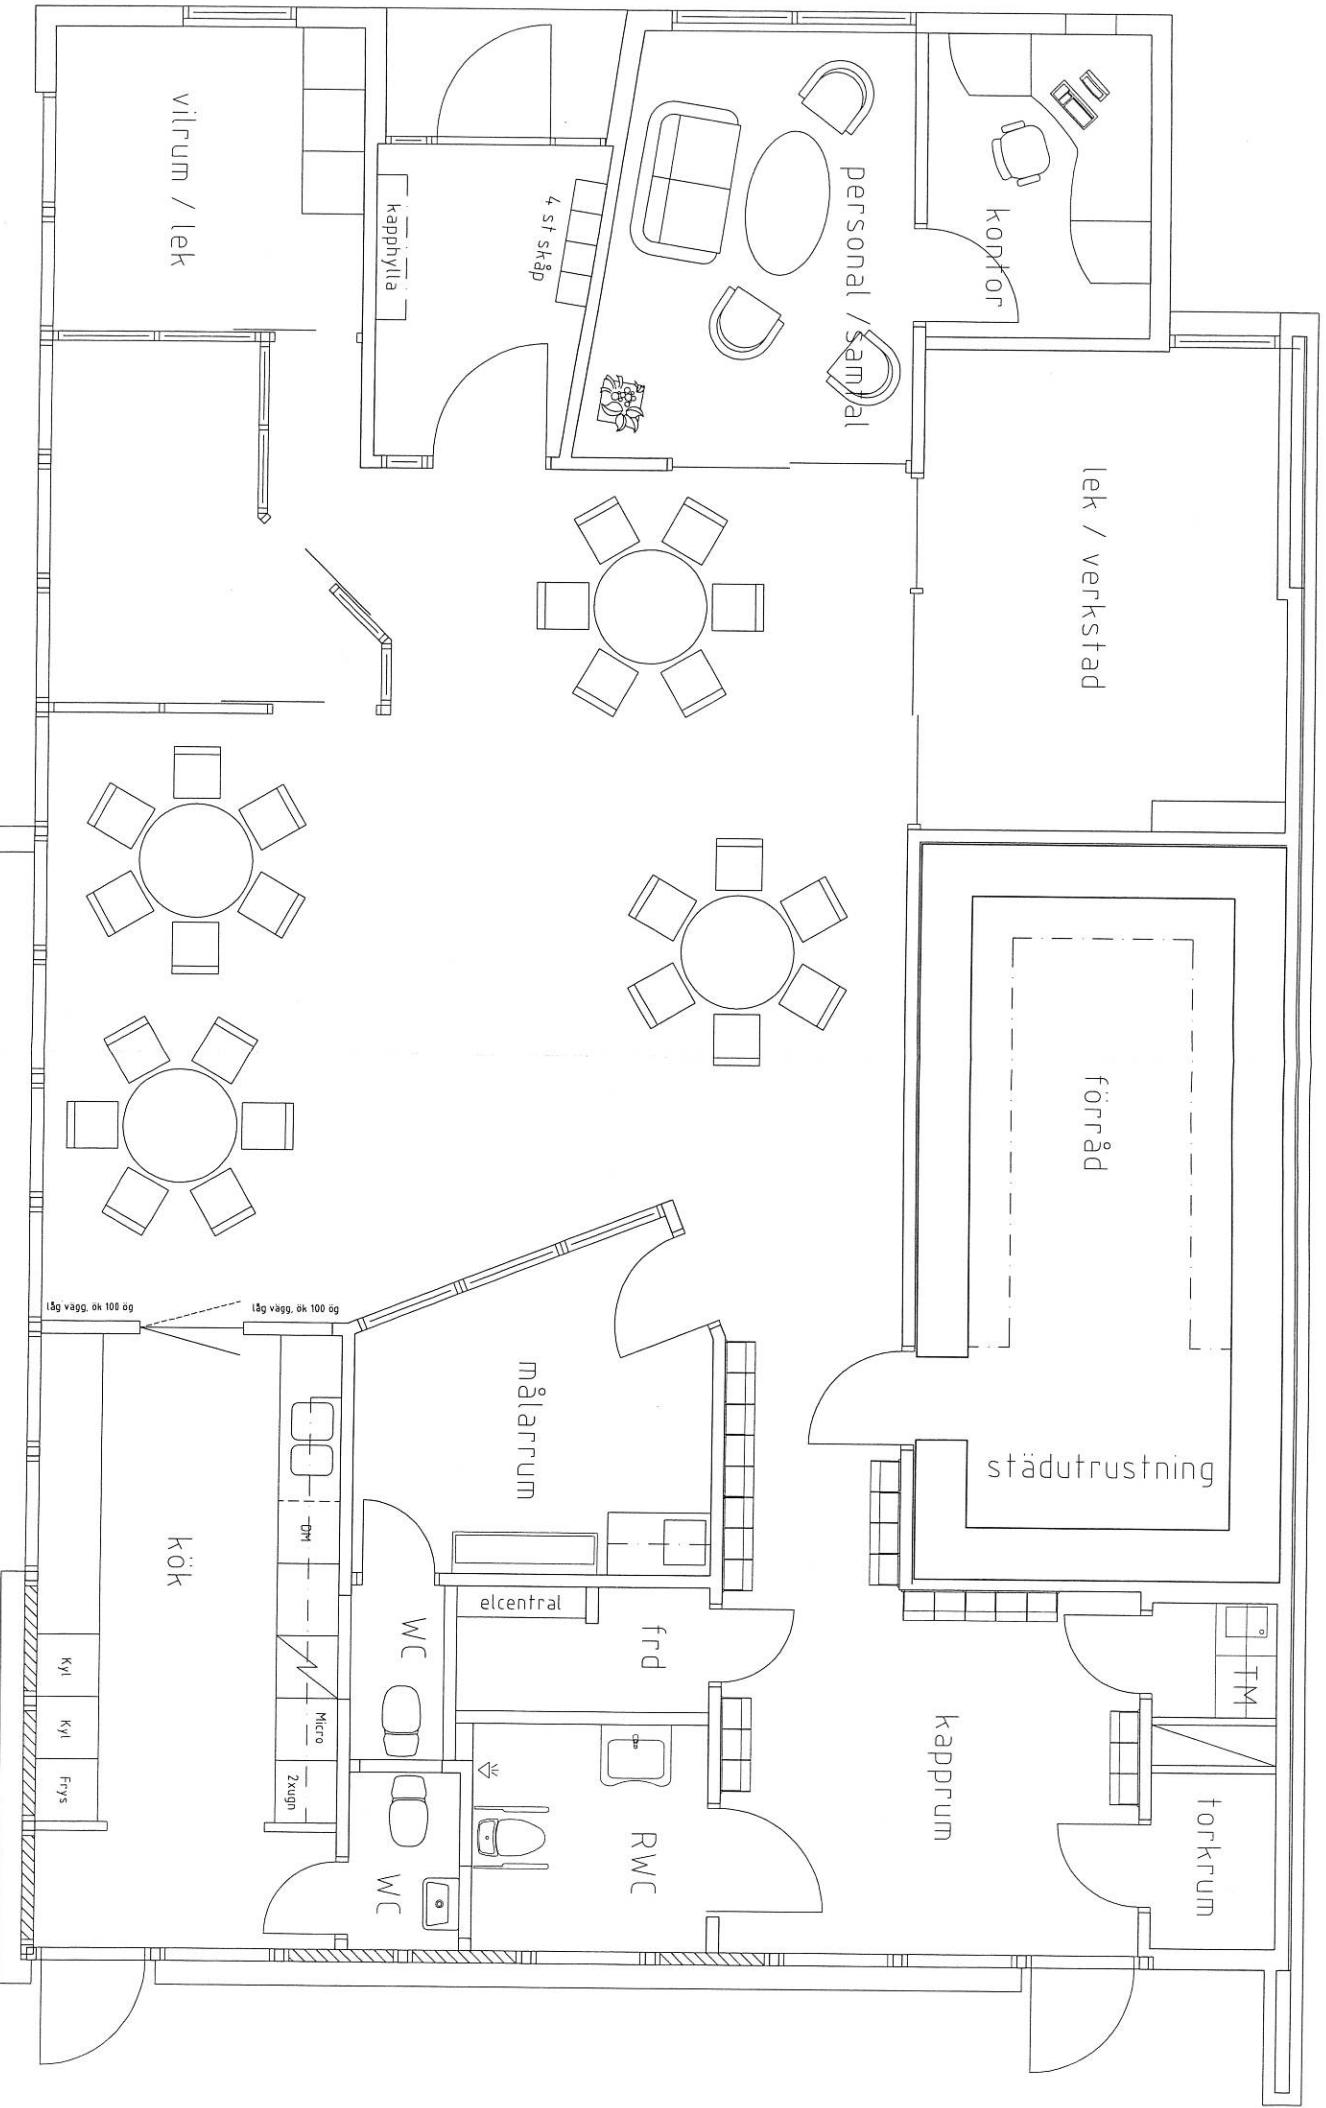 vilrum / lek
kapphylla
4 st skåp
personal / samtal
kontor
lek / verkstad
förråd
städutrustning
låg vägg, ök 100 ög
låg vägg, ök 100 ög
målarrum
kök
DM
Micro
2xugn
Kyl
Kyl
Frys
WC
WC
elcentral
frd
RWC
kapprum
TM
torkrum